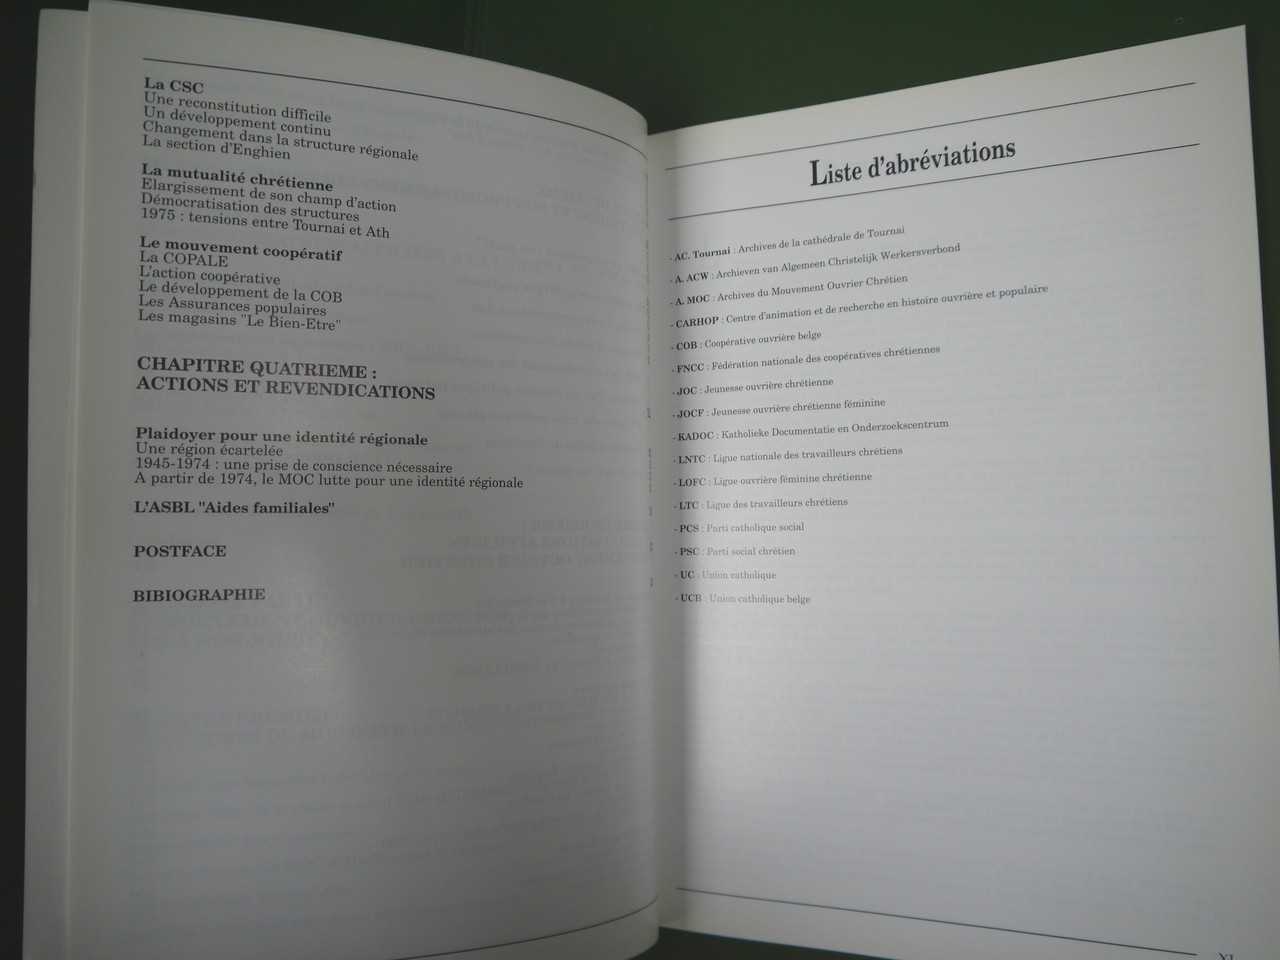 La CSC
Une reconstitution difficile
Un développement continu
Changement dans la structure régionale
La section d'Enghien
La mutualité chrétienne
Elargissement de son champ d'action
Démocratisation des structures
1975 : tensions entre Tournai et Ath
Le mouvement coopératif
La COPALE
L'action coopérative
Le développement de la COB
Les Assurances populaires
Les magasins "Le Bien-Etre"
CHAPITRE QUATRIEME :
ACTIONS ET REVENDICATIONS
Plaidoyer pour une identité régionale
Une région écartelée
1945-1974 : une prise de conscience nécessaire
A partir de 1974, le MOC lutte pour une identité régionale
L'ASBL "Aides familiales"
POSTFACE
BIBIOGRAPHIE
Liste d'abréviations
- AC. Tournai : Archives de la cathédrale de Tournai
- A. ACW : Archieven van Algemeen Christelijk Werkersverbond
- A. MOC : Archives du Mouvement Ouvrier Chrétien
- CARHOP : Centre d'animation et de recherche en histoire ouvrière et populaire
- COB : Coopérative ouvrière belge
- FNCC : Fédération nationale des coopératives chrétiennes
- JOC : Jeunesse ouvrière chrétienne
- JOCF : Jeunesse ouvrière chrétienne féminine
- KADOC : Katholieke Documentatie en Onderzoekscentrum
- LNTC : Ligue nationale des travailleurs chrétiens
- LOFC : Ligue ouvrière féminine chrétienne
- LTC : Ligue des travailleurs chrétiens
- PCS : Parti catholique social
- PSC : Parti social chrétien
- UC : Union catholique
- UCB : Union catholique belge